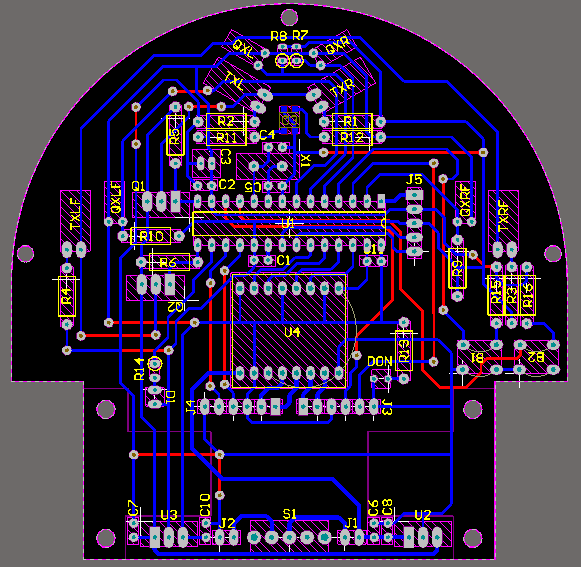 R8 R7
QXL
QXR
TXL
TXR
R2
R1
R5
R11
R12
C4
C3
X1
C2
C5
Q1
J5
TXLF
QXLF
QXRF
TXRF
U1
R10
R6
C1
R9
R4
Q2
R15
R3
R16
U4
R13
B1
B2
R14
D1
J4
J3
C7
C10
C6
C8
U3
J2
S1
J1
U2